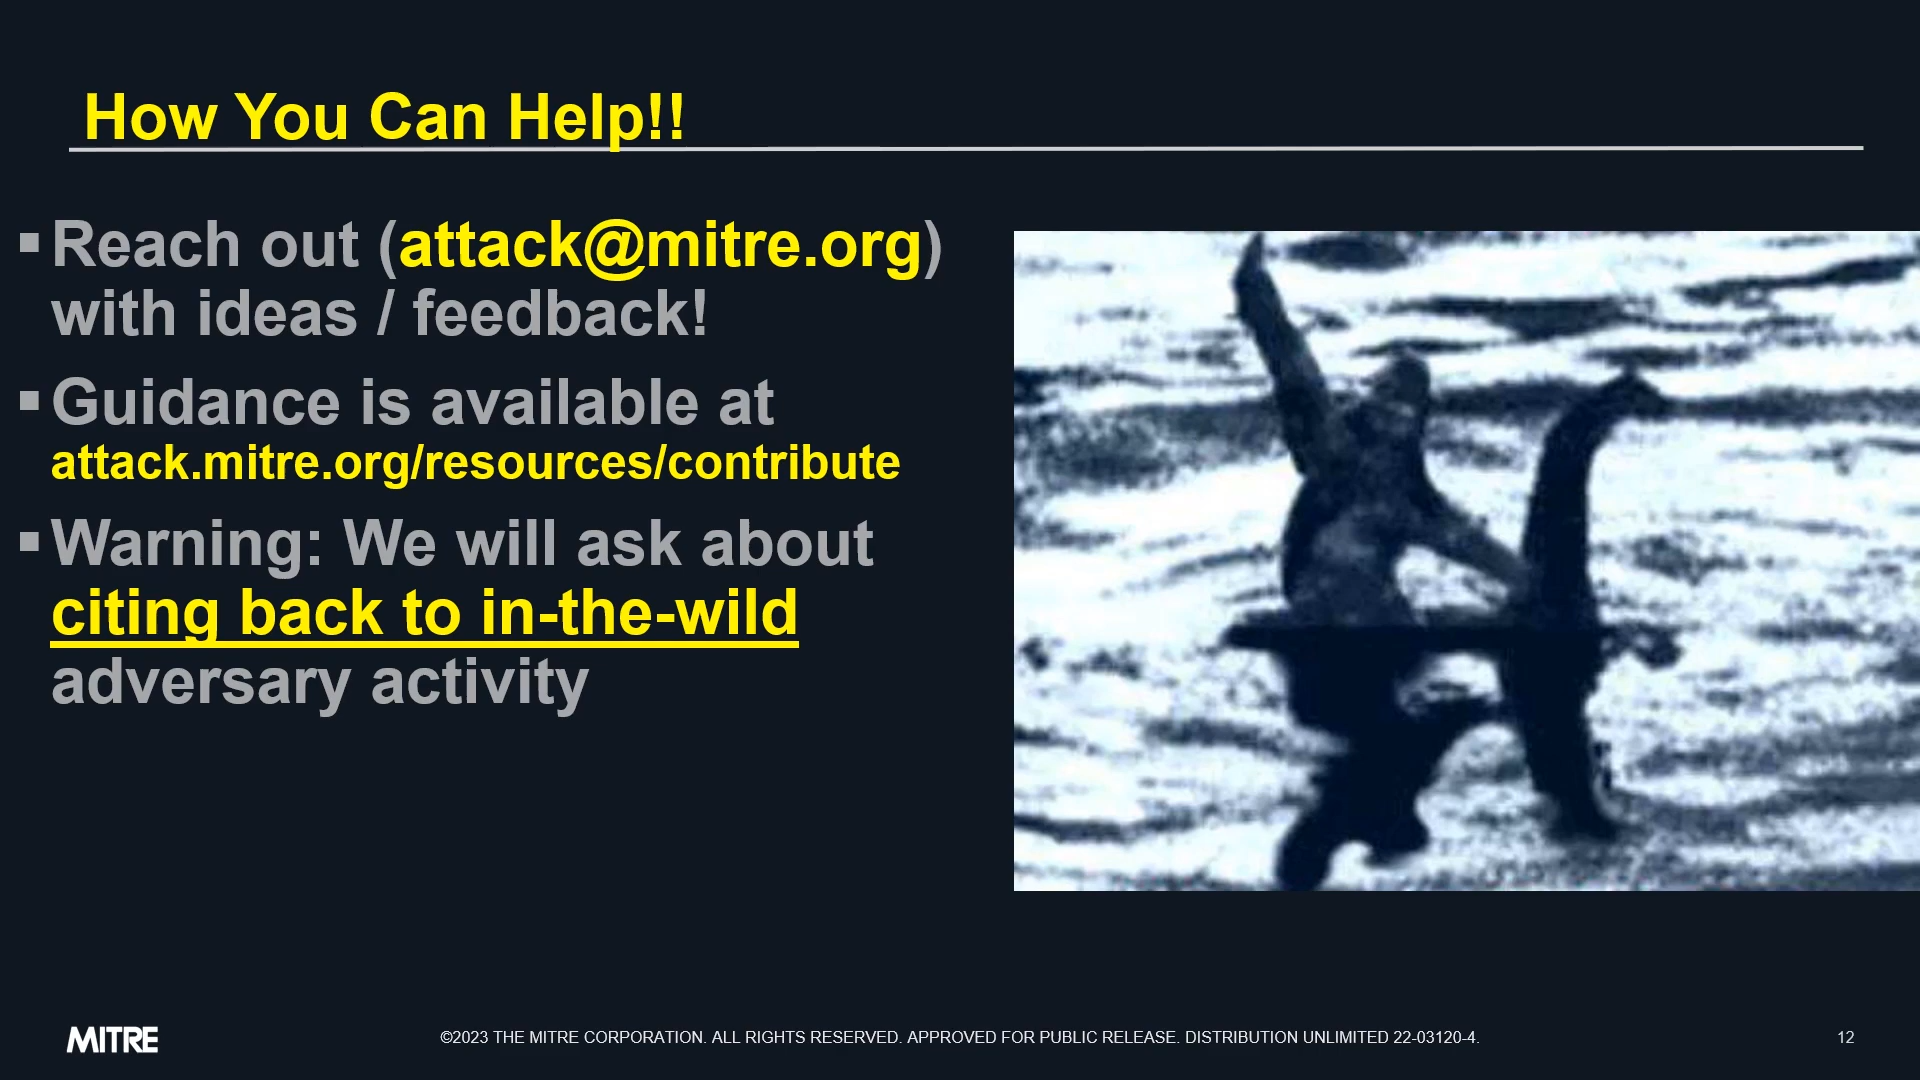 How You Can Help!!
▪ Reach out (attack@mitre.org)
with ideas / feedback!
▪ Guidance is available at
attack.mitre.org/resources/contribute
▪ Warning: We will ask about
citing back to in-the-wild
adversary activity
MITRE
©2023 THE MITRE CORPORATION. ALL RIGHTS RESERVED. APPROVED FOR PUBLIC RELEASE. DISTRIBUTION UNLIMITED 22-03120-4.
12